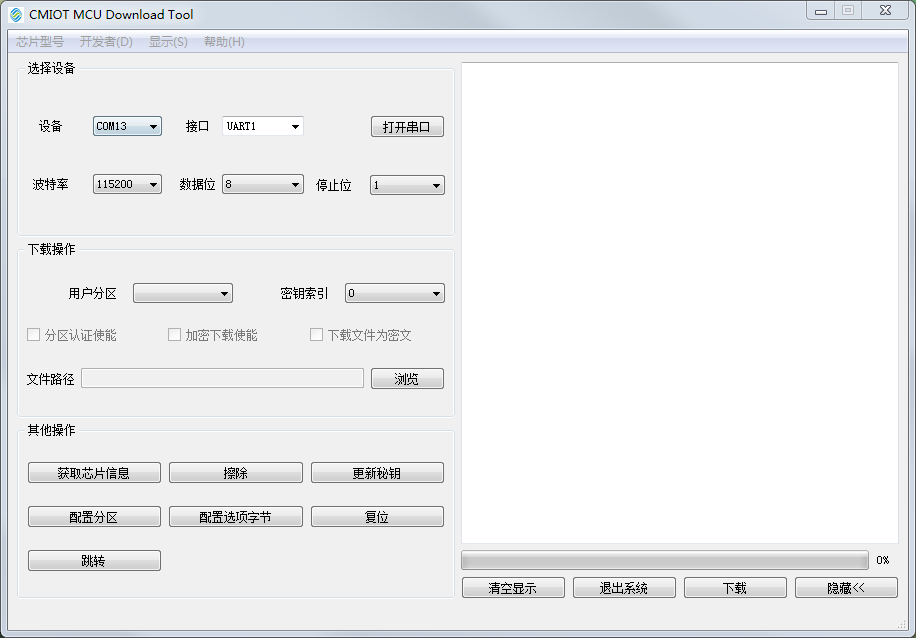 CMIOT MCU Download Tool
芯片型号 开发者(D) 显示(S) 帮助(H)
选择设备
设备 COM13 接口 UART1 打开串口
波特率 115200 数据位 8 停止位 1
下载操作
用户分区 密钥索引 0
分区认证使能 加密下载使能 下载文件为密文
文件路径 浏览
其他操作
获取芯片信息 擦除 更新秘钥
配置分区 配置选项字节 复位
跳转
0%
清空显示 退出系统 下载 隐藏<<